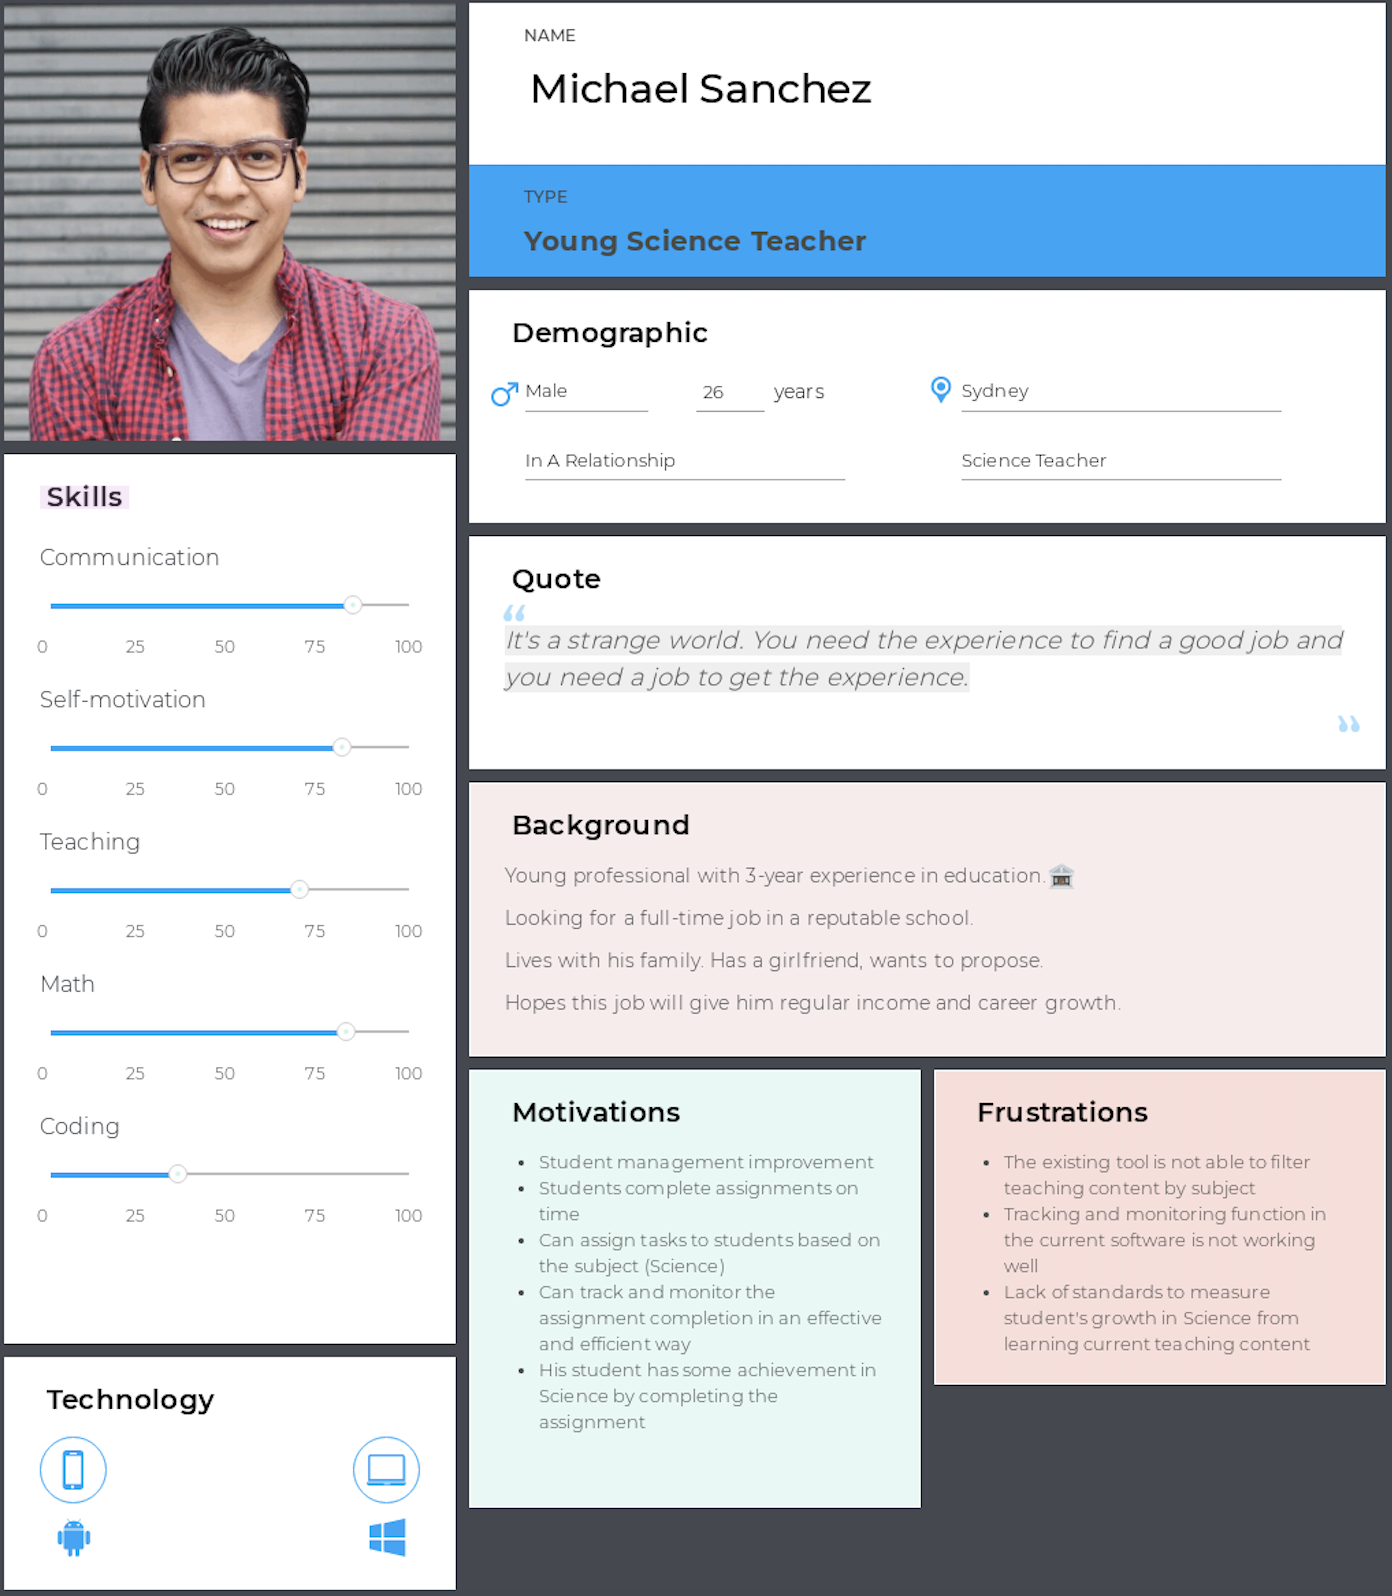 NAME
Michael Sanchez
TYPE
Young Science Teacher
Demographic
Male
26 years
Sydney
In A Relationship
Science Teacher
Skills
Communication
0 25 50 75 100
Self-motivation
0 25 50 75 100
Teaching
0 25 50 75 100
Math
0 25 50 75 100
Coding
0 25 50 75 100
Technology
Quote
“
It's a strange world. You need the experience to find a good job and
you need a job to get the experience.
”
Background
Young professional with 3-year experience in education.
Looking for a full-time job in a reputable school.
Lives with his family. Has a girlfriend, wants to propose.
Hopes this job will give him regular income and career growth.
Motivations
• Student management improvement
• Students complete assignments on
time
• Can assign tasks to students based on
the subject (Science)
• Can track and monitor the
assignment completion in an effective
and efficient way
• His student has some achievement in
Science by completing the
assignment
Frustrations
• The existing tool is not able to filter
teaching content by subject
• Tracking and monitoring function in
the current software is not working
well
• Lack of standards to measure
student's growth in Science from
learning current teaching content